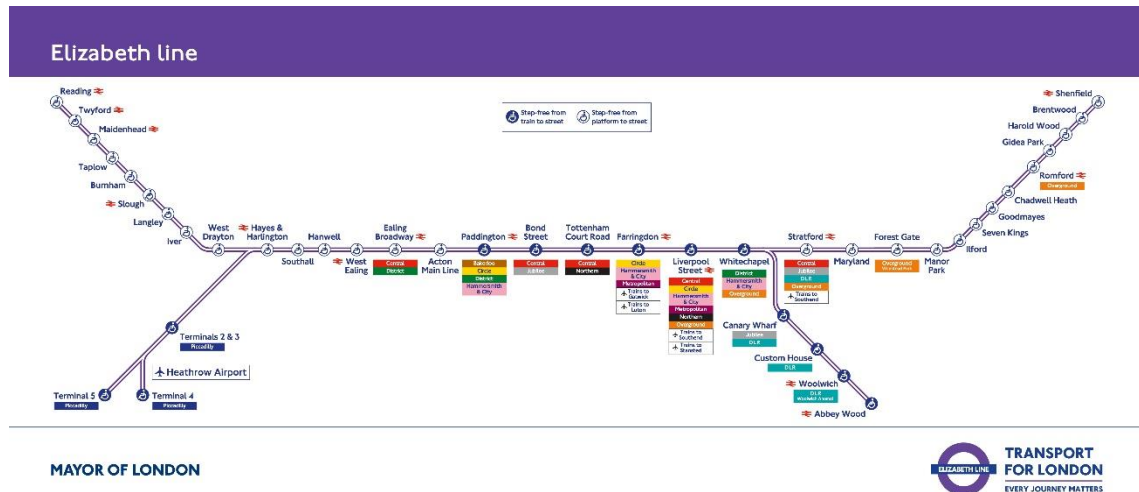 Elizabeth line
Reading
Twyford
Maidenhead
Taplow
Burnham
Slough
Langley
Iver
West
Drayton
Hayes &
Harlington
Southall
Hanwell
West
Ealing
Ealing
Broadway
Central
District
Acton
Main Line
Paddington
Bakerloo
Circle
District
Hammersmith
& City
Bond
Street
Central
Jubilee
Tottenham
Court Road
Central
Northern
Farringdon
Circle
Hammersmith
& City
Metropolitan
Trains to
Gatwick
Trains to
Luton
Liverpool
Street
Central
Circle
Hammersmith
& City
Metropolitan
Northern
Overground
Trains to
Southend
Trains to
Stansted
Whitechapel
District
Hammersmith
& City
Overground
Stratford
Central
Jubilee
DLR
Overground
Trains to
Southend
Maryland
Forest Gate
Overground
Manor
Park
Ilford
Seven Kings
Goodmayes
Chadwell Heath
Romford
Overground
Gidea Park
Harold Wood
Brentwood
Shenfield
Step-free from
train to street
Step-free from
platform to street
Terminals 2 & 3
Piccadilly
Heathrow Airport
Terminal 5
Piccadilly
Terminal 4
Piccadilly
Canary Wharf
Jubilee
DLR
Custom House
DLR
Woolwich
DLR
Woolwich Arsenal
Abbey Wood
MAYOR OF LONDON
ELIZABETH LINE
TRANSPORT
FOR LONDON
EVERY JOURNEY MATTERS